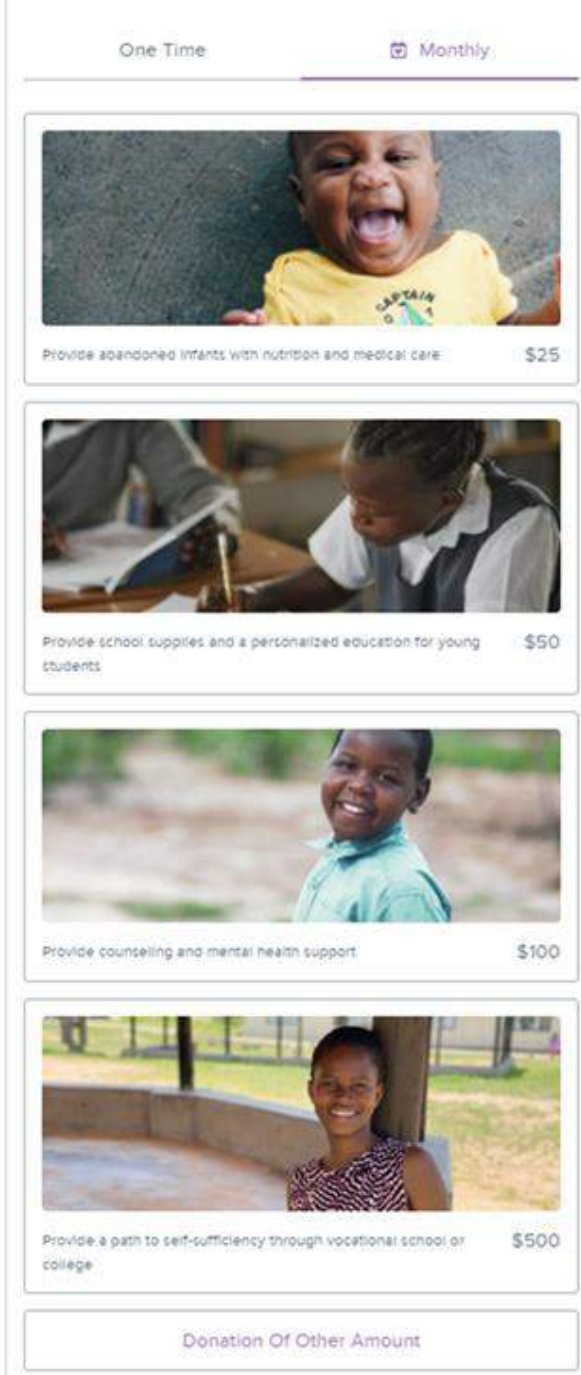 One Time
Monthly
CAPTAIN
Provide abandoned infants with nutrition and medical care
$25
Provide school supplies and a personalized education for young
$50
students
Provide counseling and mental health support
$100
Provide a path to self-sufficiency through vocational school or
$500
college
Donation Of Other Amount